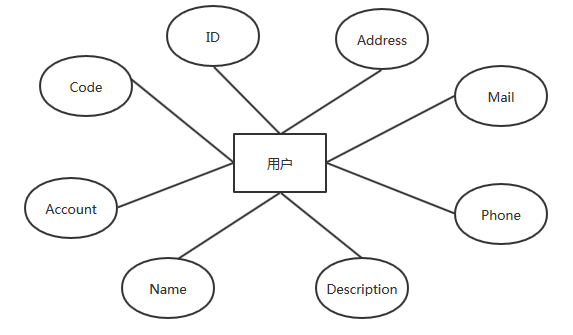 ID
Address
Code
Mail
用户
Account
Phone
Name
Description